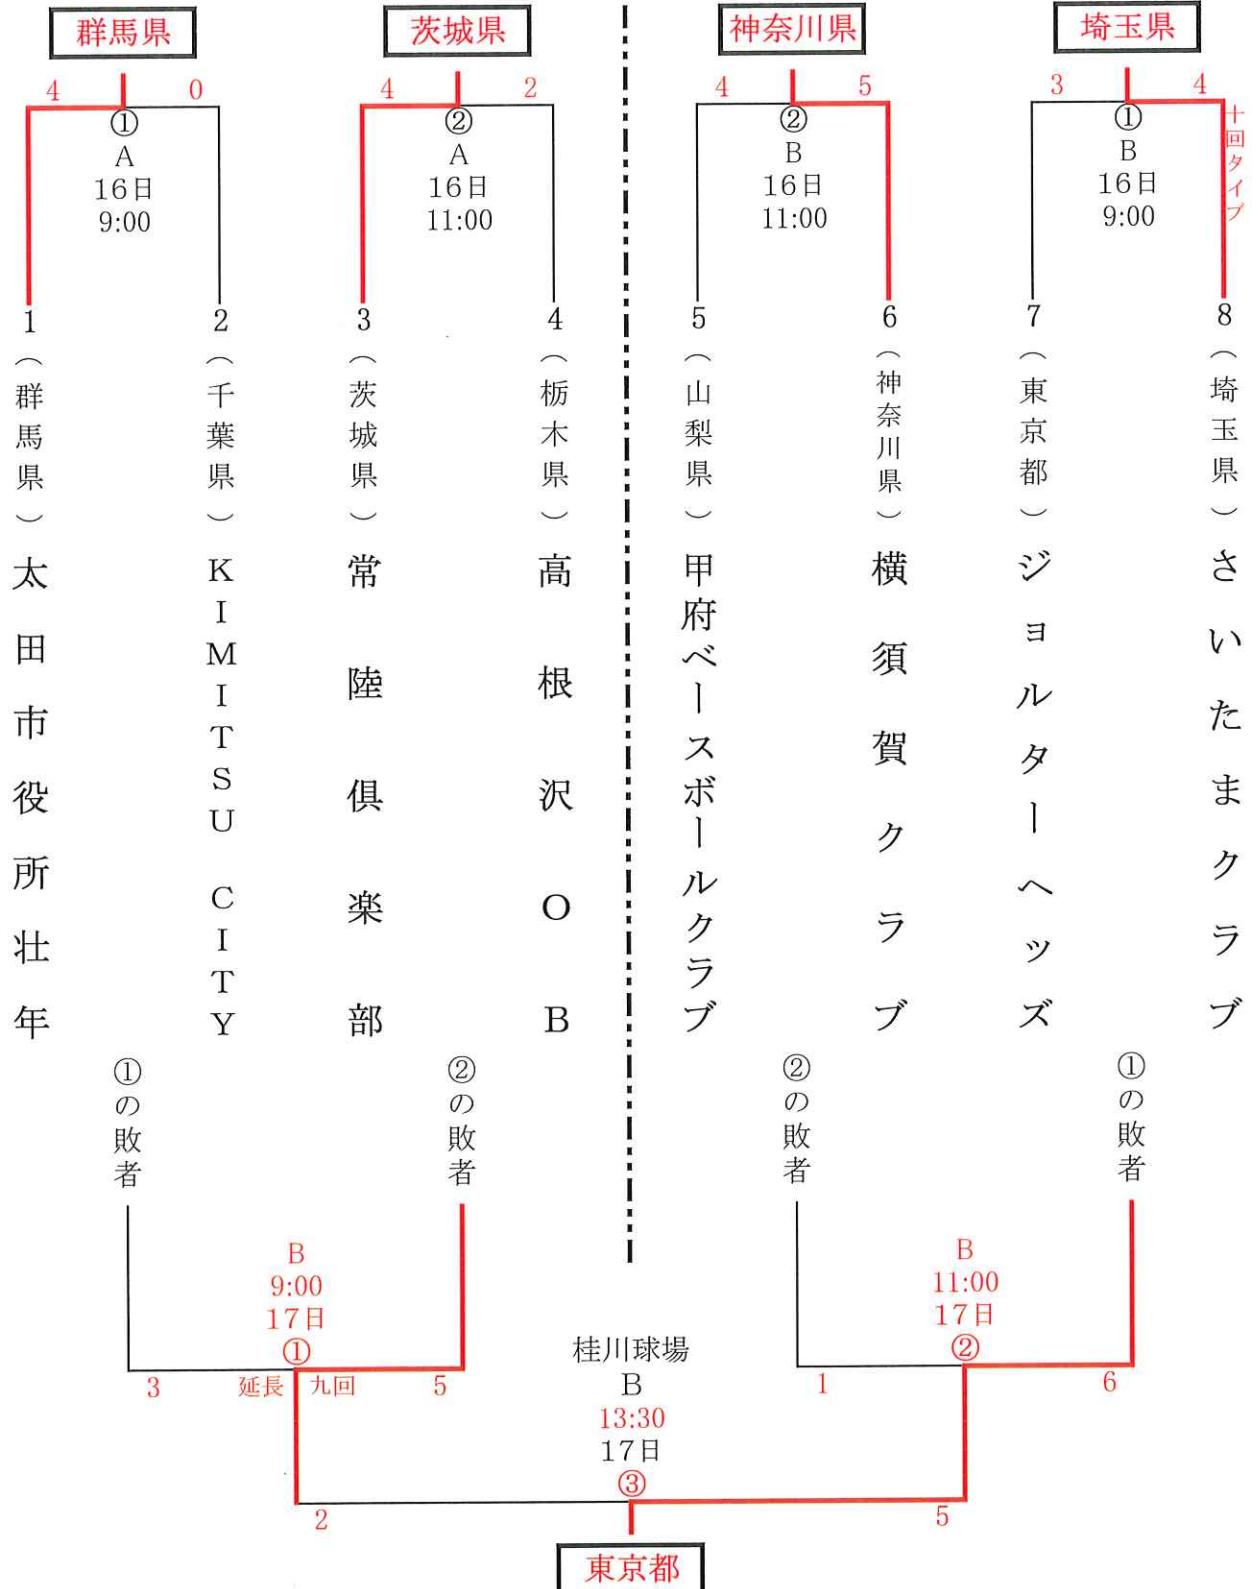 群馬県
茨城県
神奈川県
埼玉県
4
0
4
2
4
5
3
4
十回タイブ
①
A
16日
9:00
②
A
16日
11:00
②
B
16日
11:00
①
B
16日
9:00
1
2
3
4
5
6
7
8
(群馬県)太田市役所壮年
(千葉県)KIMITSU CITY
(茨城県)常陸倶楽部
(栃木県)高根沢OB
(山梨県)甲府ベースボールクラブ
(神奈川県)横須賀クラブ
(東京都)ジョルターヘッズ
(埼玉県)さいたまクラブ
①の敗者
②の敗者
②の敗者
①の敗者
B
9:00
17日
①
3
延長 九回
5
B
11:00
17日
②
1
6
桂川球場
B
13:30
17日
③
2
5
東京都